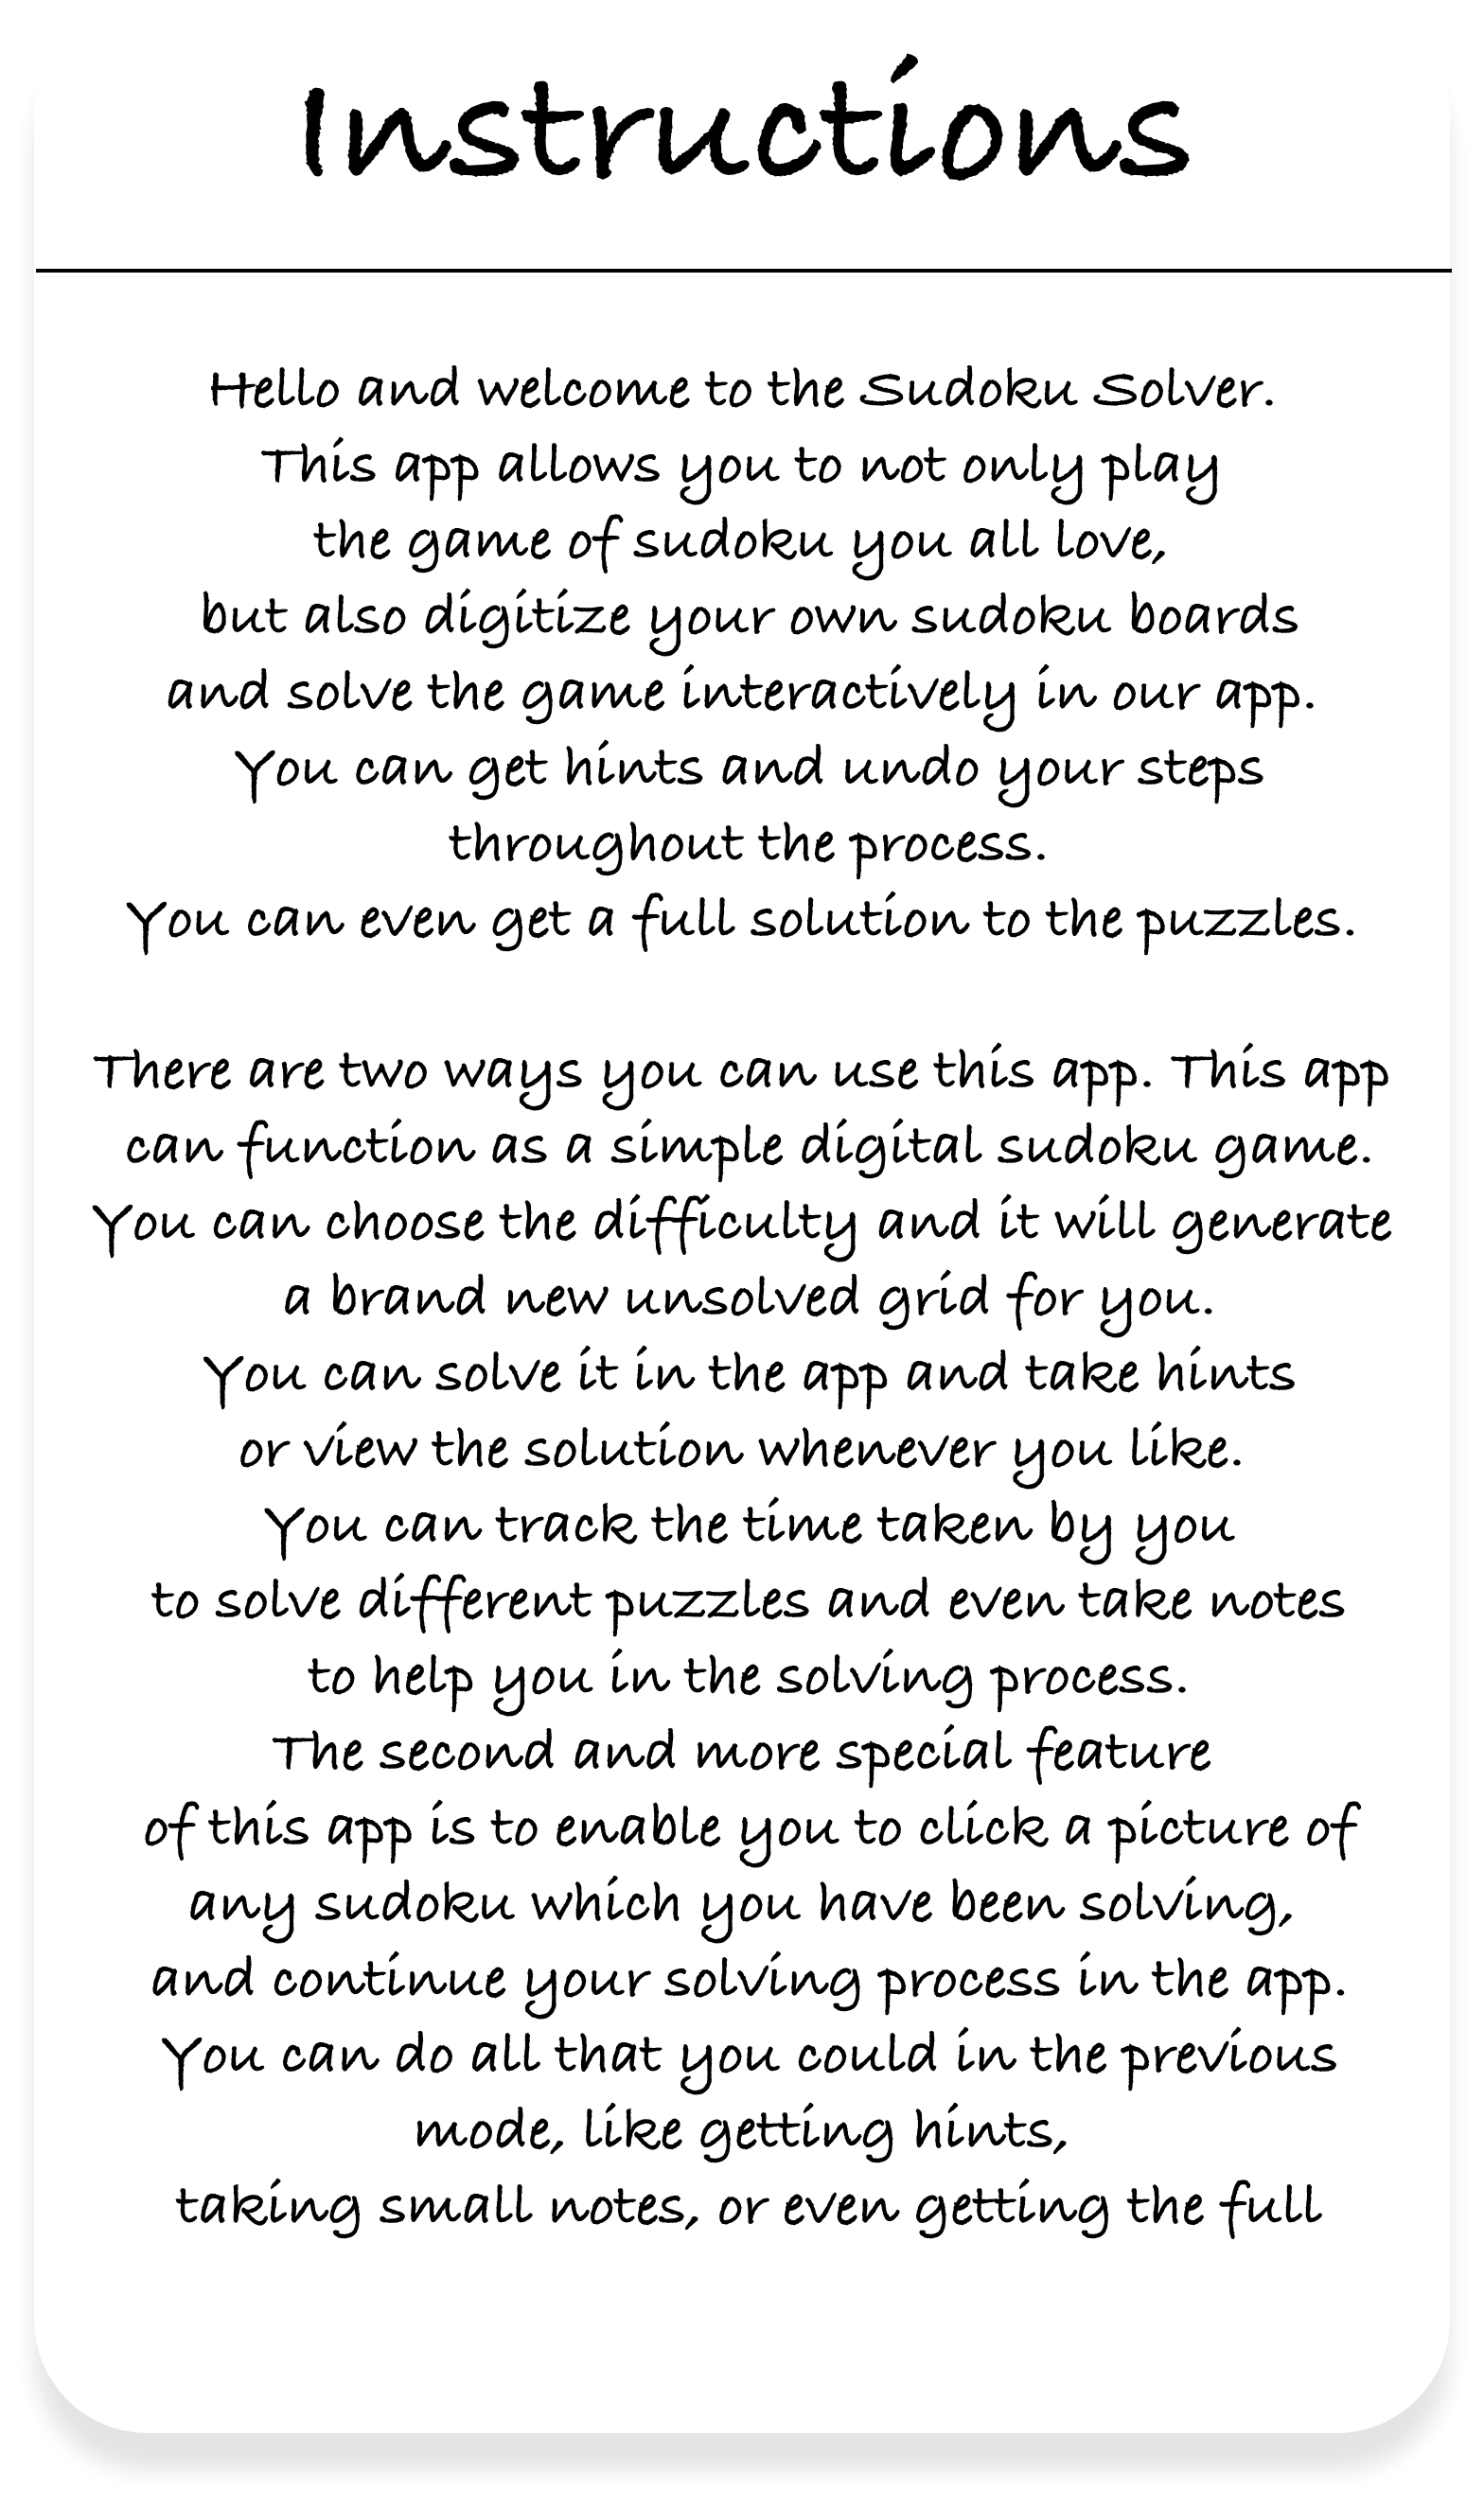 Instructions
Hello and welcome to the Sudoku Solver.
This app allows you to not only play
the game of sudoku you all love,
but also digitize your own sudoku boards
and solve the game interactively in our app.
You can get hints and undo your steps
throughout the process.
You can even get a full solution to the puzzles.
There are two ways you can use this app. This app
can function as a simple digital sudoku game.
You can choose the difficulty and it will generate
a brand new unsolved grid for you.
You can solve it in the app and take hints
or view the solution whenever you like.
You can track the time taken by you
to solve different puzzles and even take notes
to help you in the solving process.
The second and more special feature
of this app is to enable you to click a picture of
any sudoku which you have been solving,
and continue your solving process in the app.
You can do all that you could in the previous
mode, like getting hints,
taking small notes, or even getting the full